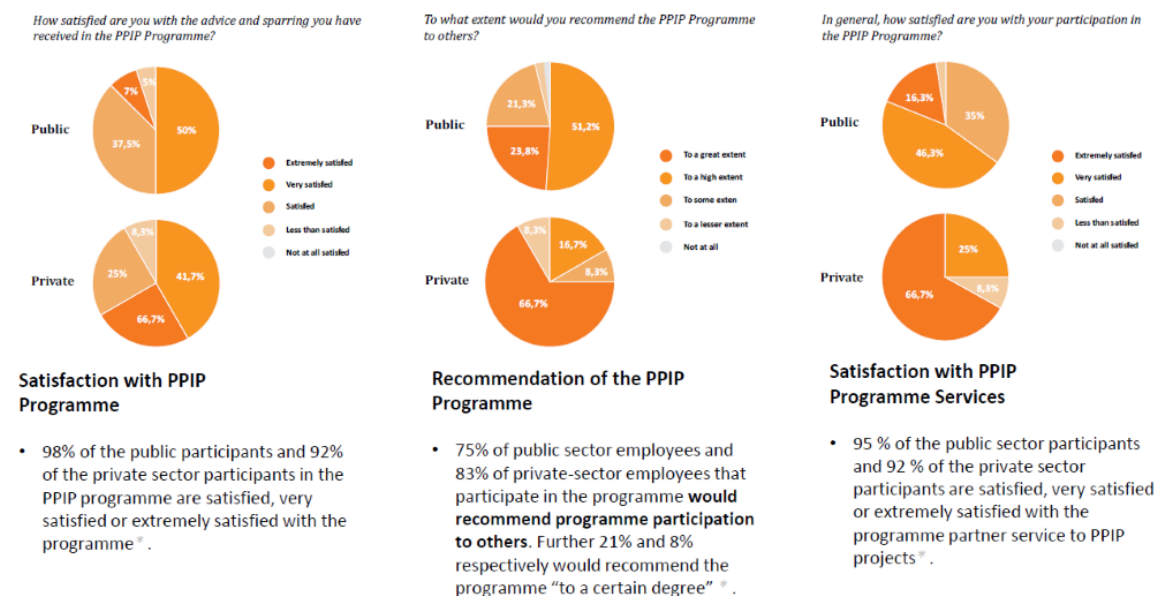 How satisfied are you with the advice and sparring you have
received in the PPIP Programme?
Public
50%
37,5%
7%
5%
Extremely satisfied
Very satisfied
Satisfied
Less than satisfied
Not at all satisfied
Private
41,7%
66,7%
25%
8,3%
Satisfaction with PPIP
Programme
• 98% of the public participants and 92%
of the private sector participants in the
PPIP programme are satisfied, very
satisfied or extremely satisfied with the
programme*.
To what extent would you recommend the PPIP Programme
to others?
Public
51,2%
23,8%
21,3%
To a great extent
To a high extent
To some exten
To a lesser extent
Not at all
Private
16,7%
8,3%
66,7%
8,3%
Recommendation of the PPIP
Programme
• 75% of public sector employees and
83% of private-sector employees that
participate in the programme would
recommend programme participation
to others. Further 21% and 8%
respectively would recommend the
programme “to a certain degree” *.
In general, how satisfied are you with your participation in
the PPIP Programme?
Public
35%
46,3%
16,3%
Extremely satisfied
Very satisfied
Satisfied
Less than satisfied
Not at all satisfied
Private
25%
8,3%
66,7%
Satisfaction with PPIP
Programme Services
• 95 % of the public sector participants
and 92 % of the private sector
participants are satisfied, very satisfied
or extremely satisfied with the
programme partner service to PPIP
projects*.